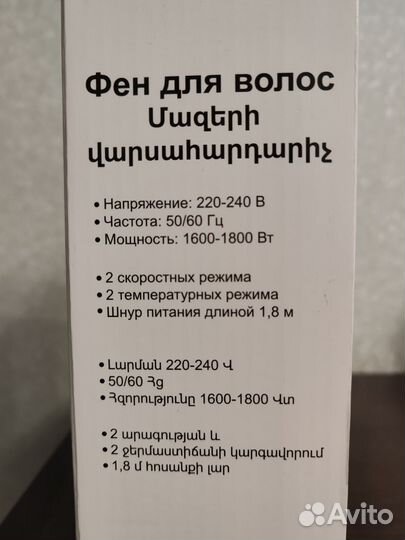 Фен для волос
Մազերի
վարսահարդարիչ
• Напряжение: 220-240 В
• Частота: 50/60 Гц
• Мощность: 1600-1800 Вт
• 2 скоростных режима
• 2 температурных режима
• Шнур питания длиной 1,8 м
• Լարման 220-240 Վ
• 50/60 Հց
• Հզորությունը 1600-1800 Վտ
• 2 արագության և
• 2 ջերմաստիճանի կարգավորում
• 1,8 մ հոսանքի լար
Avito